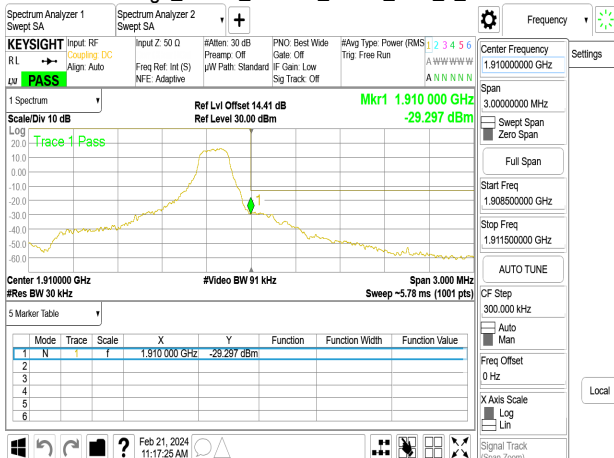 Spectrum Analyzer 1
Swept SA
Spectrum Analyzer 2
Swept SA
Frequency
KEYSIGHT
RL
LXI
PASS
Input: RF
Coupling: DC
Align: Auto
Input Z: 50 Ω
Freq Ref: Int (S)
NFE: Adaptive
#Atten: 30 dB
Preamp: Off
µW Path: Standard
PNO: Best Wide
Gate: Off
IF Gain: Low
Sig Track: Off
#Avg Type: Power (RMS
Trig: Free Run
1 2 3 4 5 6
A W W W W W
A N N N N N
1 Spectrum
Scale/Div 10 dB
Ref Lvl Offset 14.41 dB
Ref Level 30.00 dBm
Mkr1 1.910 000 GHz
-29.297 dBm
Log
Trace 1 Pass
20.0
10.0
0.00
-10.0
-20.0
-30.0
-40.0
-50.0
-60.0
1
Center 1.910000 GHz
#Res BW 30 kHz
#Video BW 91 kHz
Span 3.000 MHz
Sweep ~5.78 ms (1001 pts)
5 Marker Table
Mode Trace Scale X Y Function Function Width Function Value
1 N 1 f 1.910 000 GHz -29.297 dBm
2
3
4
5
6
Feb 21, 2024
11:17:25 AM
Center Frequency
1.910000000 GHz
Span
3.00000000 MHz
Swept Span
Zero Span
Full Span
Start Freq
1.908500000 GHz
Stop Freq
1.911500000 GHz
AUTO TUNE
CF Step
300.000 kHz
Auto
Man
Freq Offset
0 Hz
X Axis Scale
Log
Lin
Signal Track
(Span Zoom)
Settings
Local